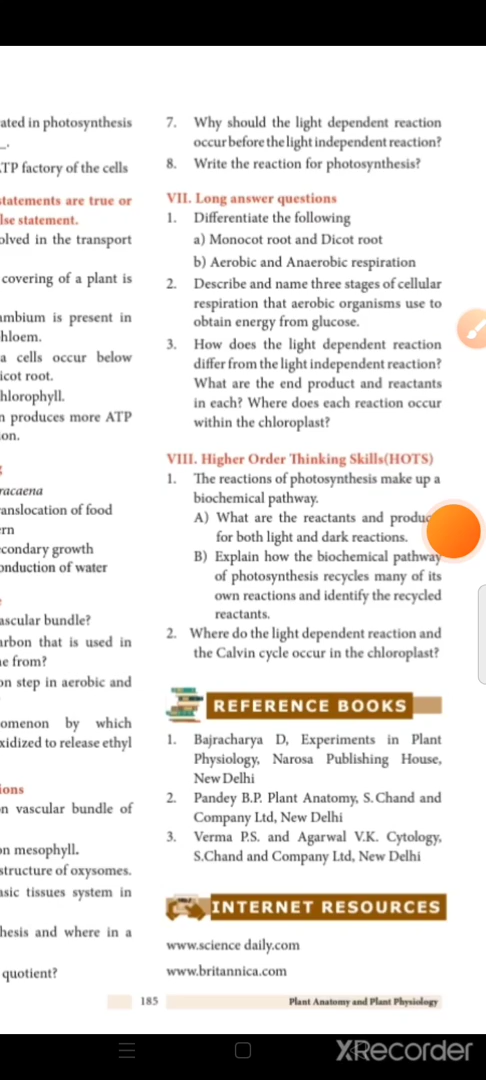 ated in photosynthesis
_.
TP factory of the cells
statements are true or
lse statement.
olved in the transport
covering of a plant is
ambium is present in
hloem.
a cells occur below
icot root.
hlorophyll.
n produces more ATP
on.
racaena
anslocation of food
ern
condary growth
onduction of water
ascular bundle?
arbon that is used in
e from?
on step in aerobic and
omenon by which
xidized to release ethyl
ions
n vascular bundle of
on mesophyll.
structure of oxysomes.
asic tissues system in
hesis and where in a
quotient?
7. Why should the light dependent reaction
occur before the light independent reaction?
8. Write the reaction for photosynthesis?
VII. Long answer questions
1. Differentiate the following
a) Monocot root and Dicot root
b) Aerobic and Anaerobic respiration
2. Describe and name three stages of cellular
respiration that aerobic organisms use to
obtain energy from glucose.
3. How does the light dependent reaction
differ from the light independent reaction?
What are the end product and reactants
in each? Where does each reaction occur
within the chloroplast?
VIII. Higher Order Thinking Skills(HOTS)
1. The reactions of photosynthesis make up a
biochemical pathway.
A) What are the reactants and produc
for both light and dark reactions.
B) Explain how the biochemical pathway
of photosynthesis recycles many of its
own reactions and identify the recycled
reactants.
2. Where do the light dependent reaction and
the Calvin cycle occur in the chloroplast?
REFERENCE BOOKS
1. Bajracharya D, Experiments in Plant
Physiology, Narosa Publishing House,
New Delhi
2. Pandey B.P. Plant Anatomy, S. Chand and
Company Ltd, New Delhi
3. Verma P.S. and Agarwal V.K. Cytology,
S.Chand and Company Ltd, New Delhi
INTERNET RESOURCES
www.science daily.com
www.britannica.com
185 Plant Anatomy and Plant Physiology
XRecorder